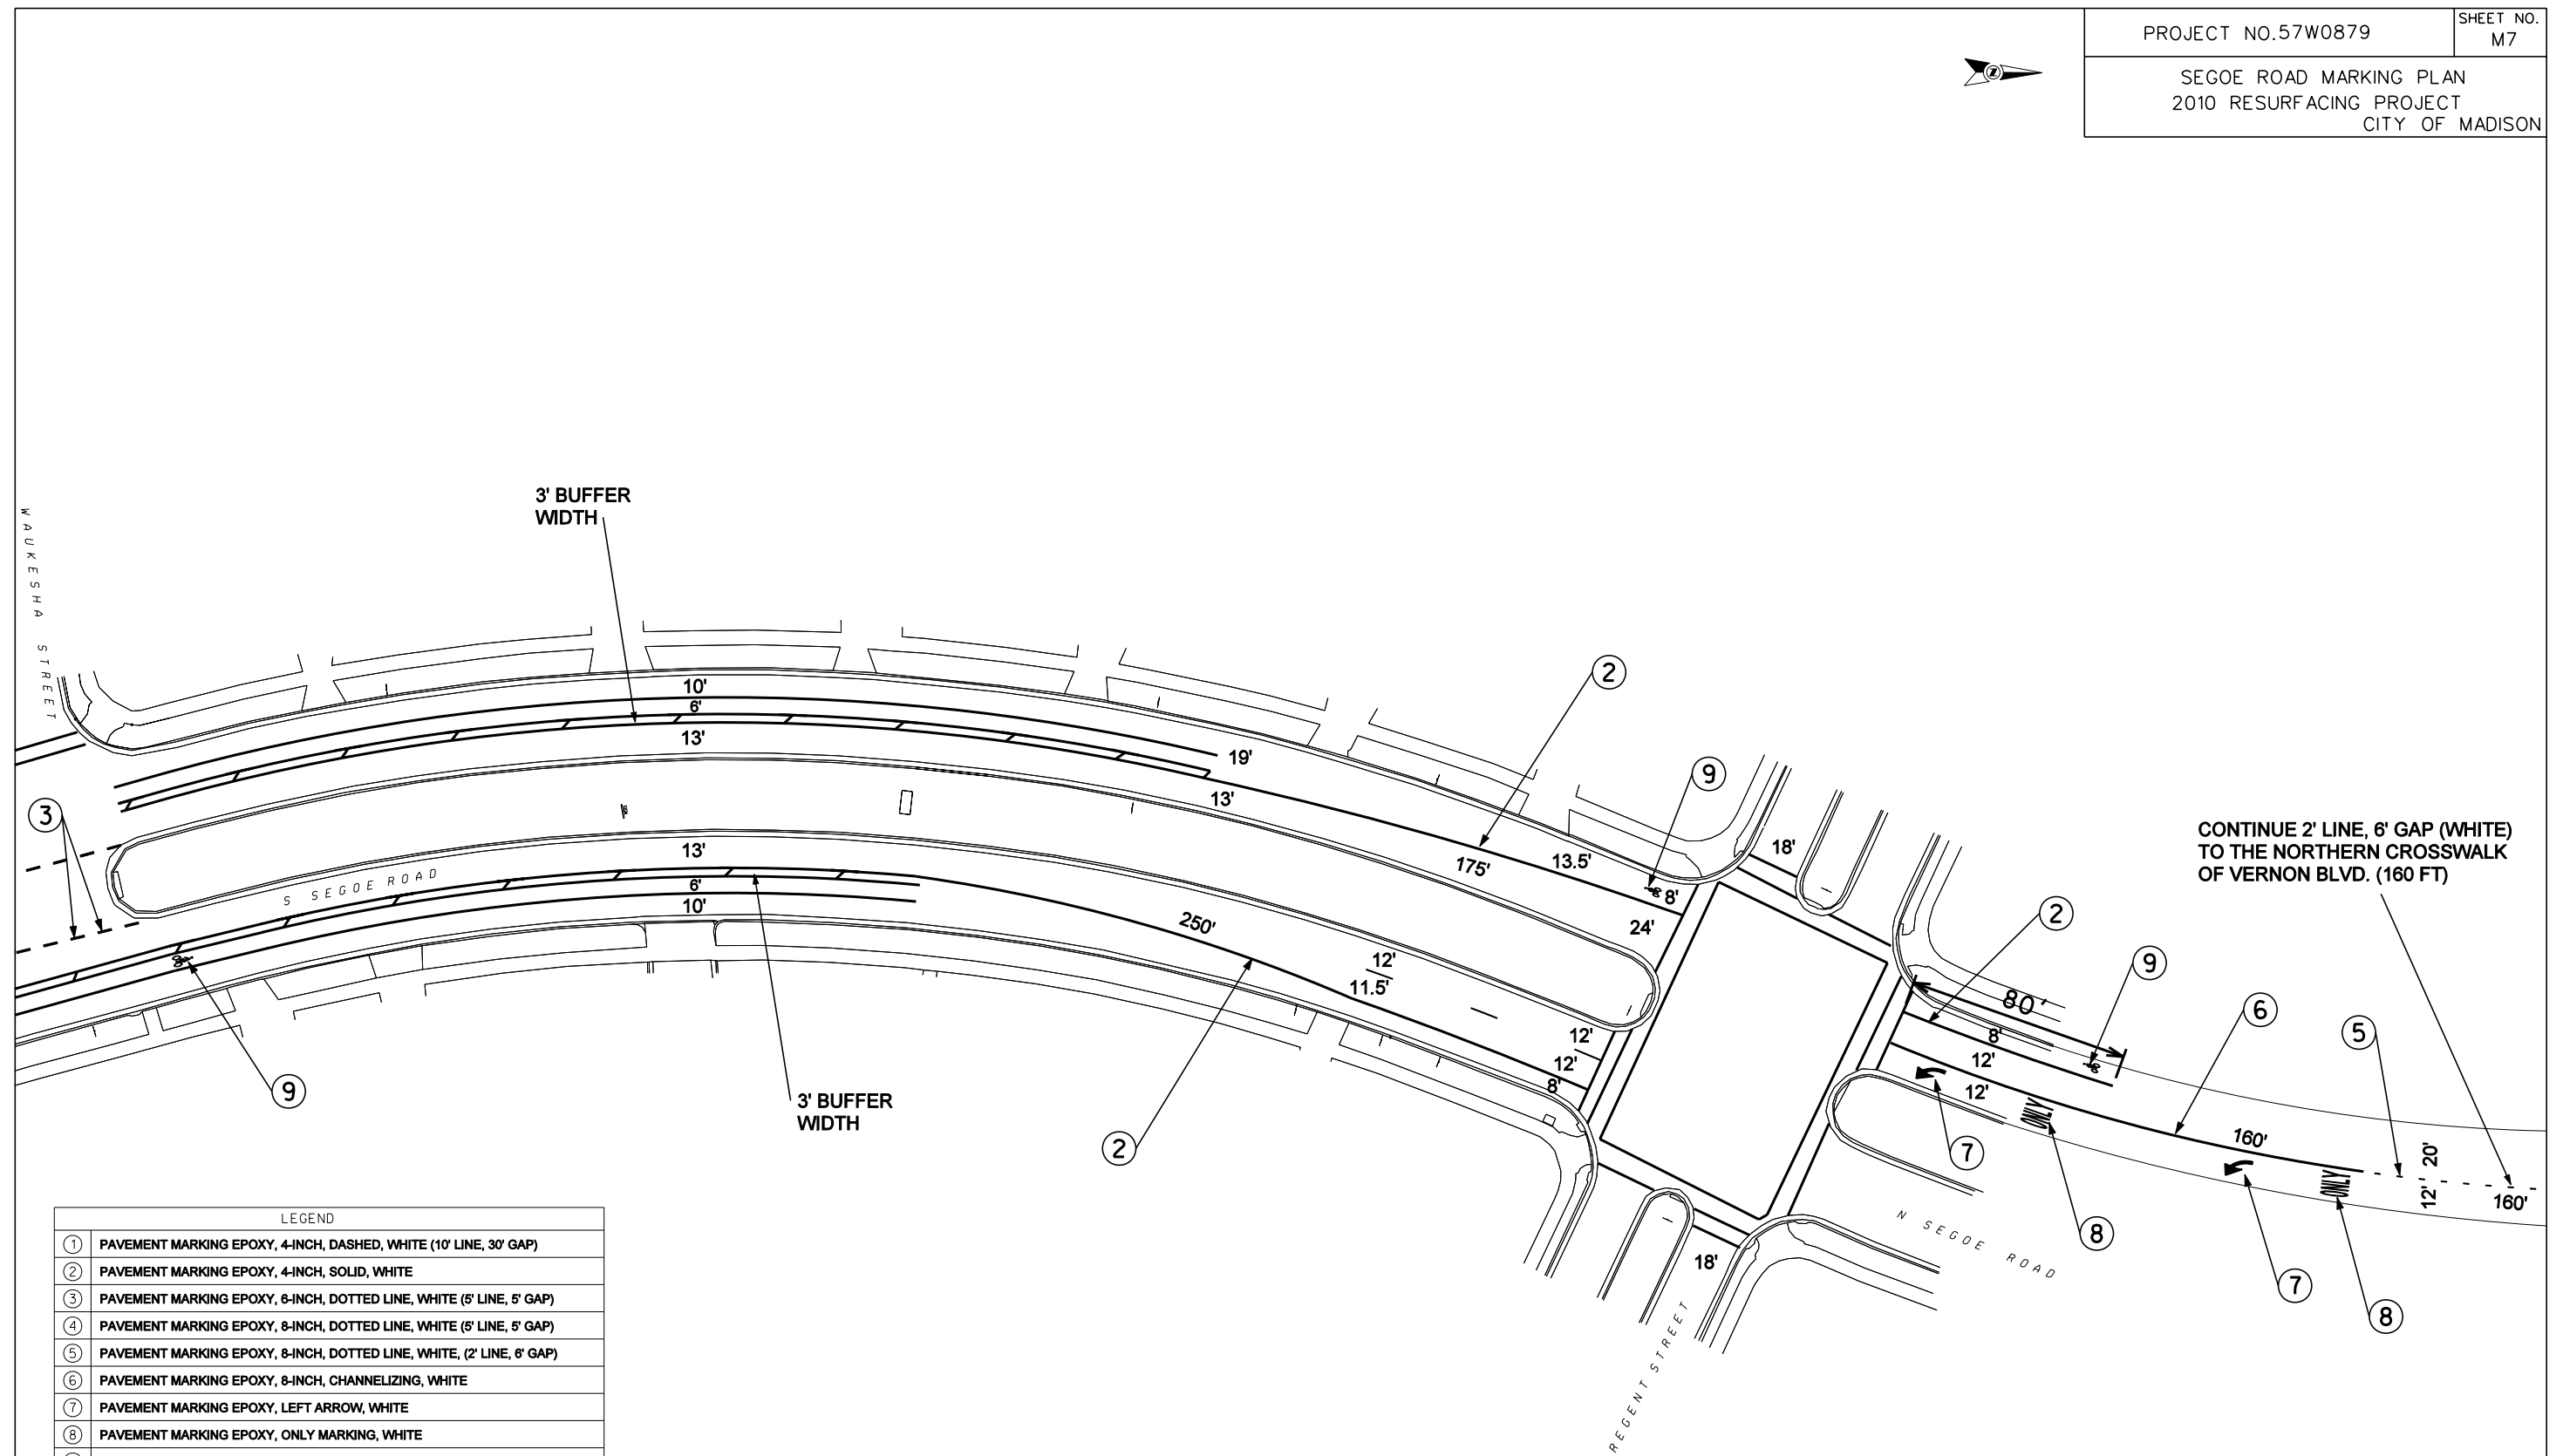 PROJECT NO.57W0879
SHEET NO.
M7
SEGOE ROAD MARKING PLAN
2010 RESURFACING PROJECT
CITY OF MADISON
3' BUFFER
WIDTH
WAUKESHA STREET
10'
6'
13'
2
19'
13'
9
3
175'
13.5'
8'
18'
24'
CONTINUE 2' LINE, 6' GAP (WHITE)
TO THE NORTHERN CROSSWALK
OF VERNON BLVD. (160 FT)
S SEGOE ROAD
13'
6'
10'
250'
12'
11.5'
12'
12'
8'
2
9
80'
8'
12'
12'
6
5
9
3' BUFFER
WIDTH
2
ONLY
7
8
160'
20'
12'
160'
ONLY
7
8
N SEGOE ROAD
18'
REGENT STREET
LEGEND
1 PAVEMENT MARKING EPOXY, 4-INCH, DASHED, WHITE (10' LINE, 30' GAP)
2 PAVEMENT MARKING EPOXY, 4-INCH, SOLID, WHITE
3 PAVEMENT MARKING EPOXY, 6-INCH, DOTTED LINE, WHITE (5' LINE, 5' GAP)
4 PAVEMENT MARKING EPOXY, 8-INCH, DOTTED LINE, WHITE (5' LINE, 5' GAP)
5 PAVEMENT MARKING EPOXY, 8-INCH, DOTTED LINE, WHITE, (2' LINE, 6' GAP)
6 PAVEMENT MARKING EPOXY, 8-INCH, CHANNELIZING, WHITE
7 PAVEMENT MARKING EPOXY, LEFT ARROW, WHITE
8 PAVEMENT MARKING EPOXY, ONLY MARKING, WHITE